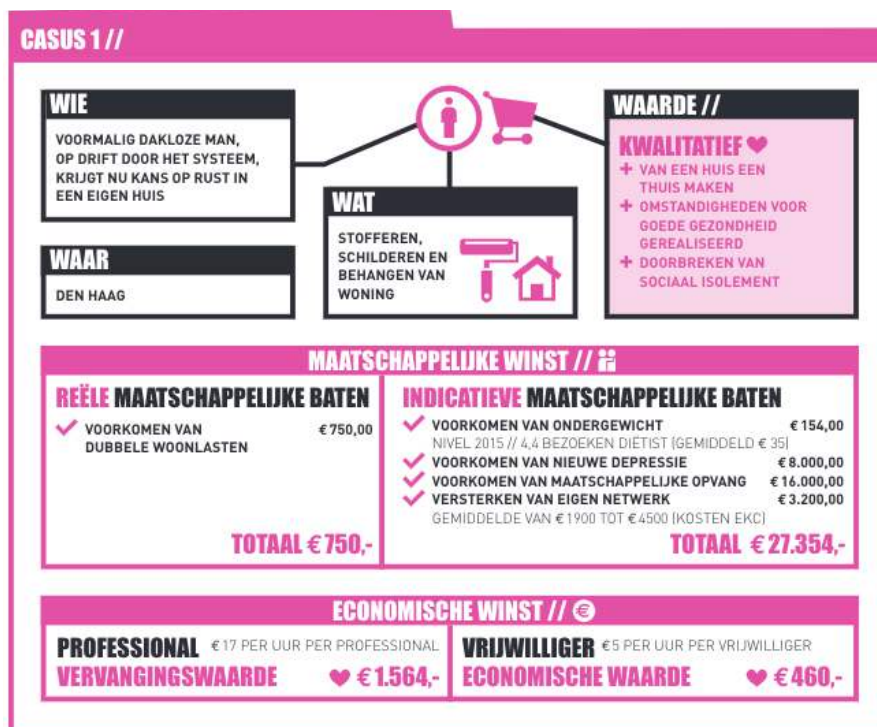 CASUS 1 //
WIE
VOORMALIG DAKLOZE MAN,
OP DRIFT DOOR HET SYSTEEM,
KRIJGT NU KANS OP RUST IN
EEN EIGEN HUIS
WAAR
DEN HAAG
WAT
STOFFEREN,
SCHILDEREN EN
BEHANGEN VAN
WONING
WAARDE //
KWALITATIEF
+ VAN EEN HUIS EEN
THUIS MAKEN
+ OMSTANDIGHEDEN VOOR
GOEDE GEZONDHEID
GEREALISEERD
+ DOORBREKEN VAN
SOCIAAL ISOLEMENT
MAATSCHAPPELIJKE WINST //
REËLE MAATSCHAPPELIJKE BATEN
VOORKOMEN VAN € 750,00
DUBBELE WOONLASTEN
TOTAAL € 750,-
INDICATIEVE MAATSCHAPPELIJKE BATEN
VOORKOMEN VAN ONDERGEWICHT € 154,00
NIVEL 2015 // 4,4 BEZOEKEN DIËTIST (GEMIDDELD € 35)
VOORKOMEN VAN NIEUWE DEPRESSIE € 8.000,00
VOORKOMEN VAN MAATSCHAPPELIJKE OPVANG € 16.000,00
VERSTERKEN VAN EIGEN NETWERK € 3.200,00
GEMIDDELDE VAN € 1900 TOT € 4500 (KOSTEN EKC)
TOTAAL € 27.354,-
ECONOMISCHE WINST // €
PROFESSIONAL € 17 PER UUR PER PROFESSIONAL
VERVANGINGSWAARDE € 1.564,-
VRIJWILLIGER € 5 PER UUR PER VRIJWILLIGER
ECONOMISCHE WAARDE € 460,-